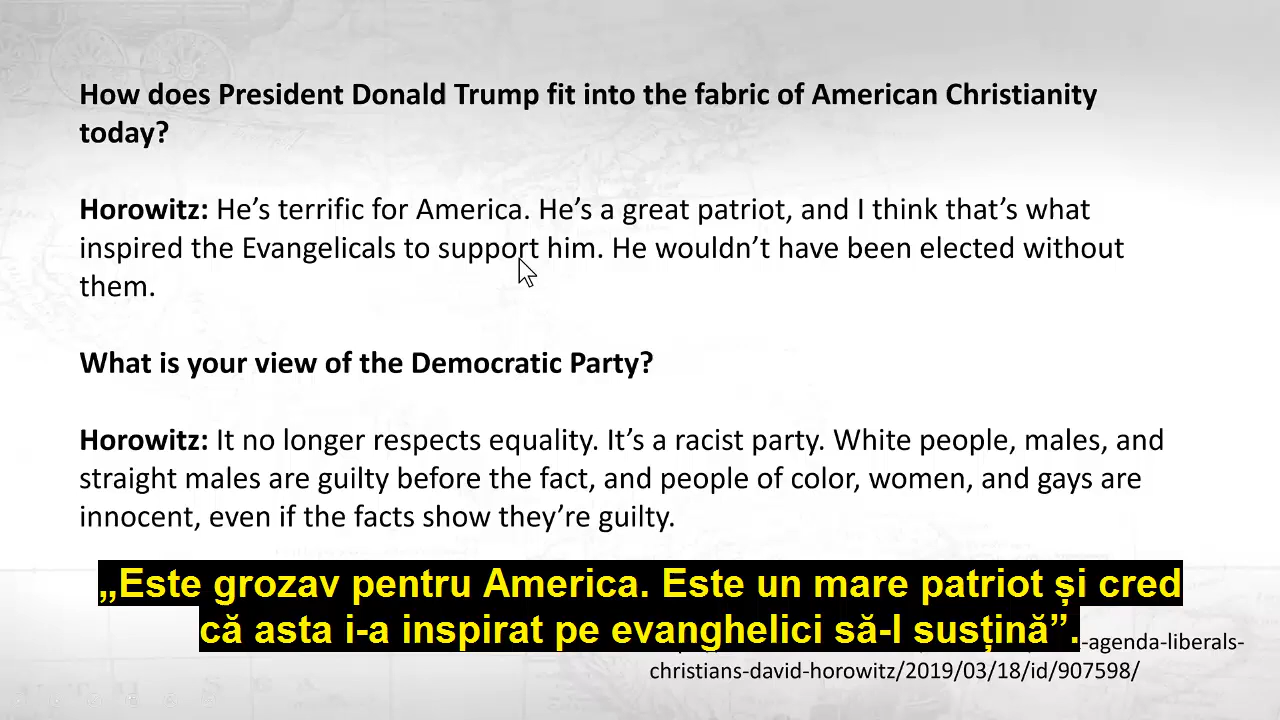 How does President Donald Trump fit into the fabric of American Christianity
today?
Horowitz: He’s terrific for America. He’s a great patriot, and I think that’s what
inspired the Evangelicals to support him. He wouldn’t have been elected without
them.
What is your view of the Democratic Party?
Horowitz: It no longer respects equality. It’s a racist party. White people, males, and
straight males are guilty before the fact, and people of color, women, and gays are
innocent, even if the facts show they’re guilty.
„Este grozav pentru America. Este un mare patriot și cred
că asta i-a inspirat pe evanghelici să-l susțină”.
-agenda-liberals-
christians-david-horowitz/2019/03/18/id/907598/